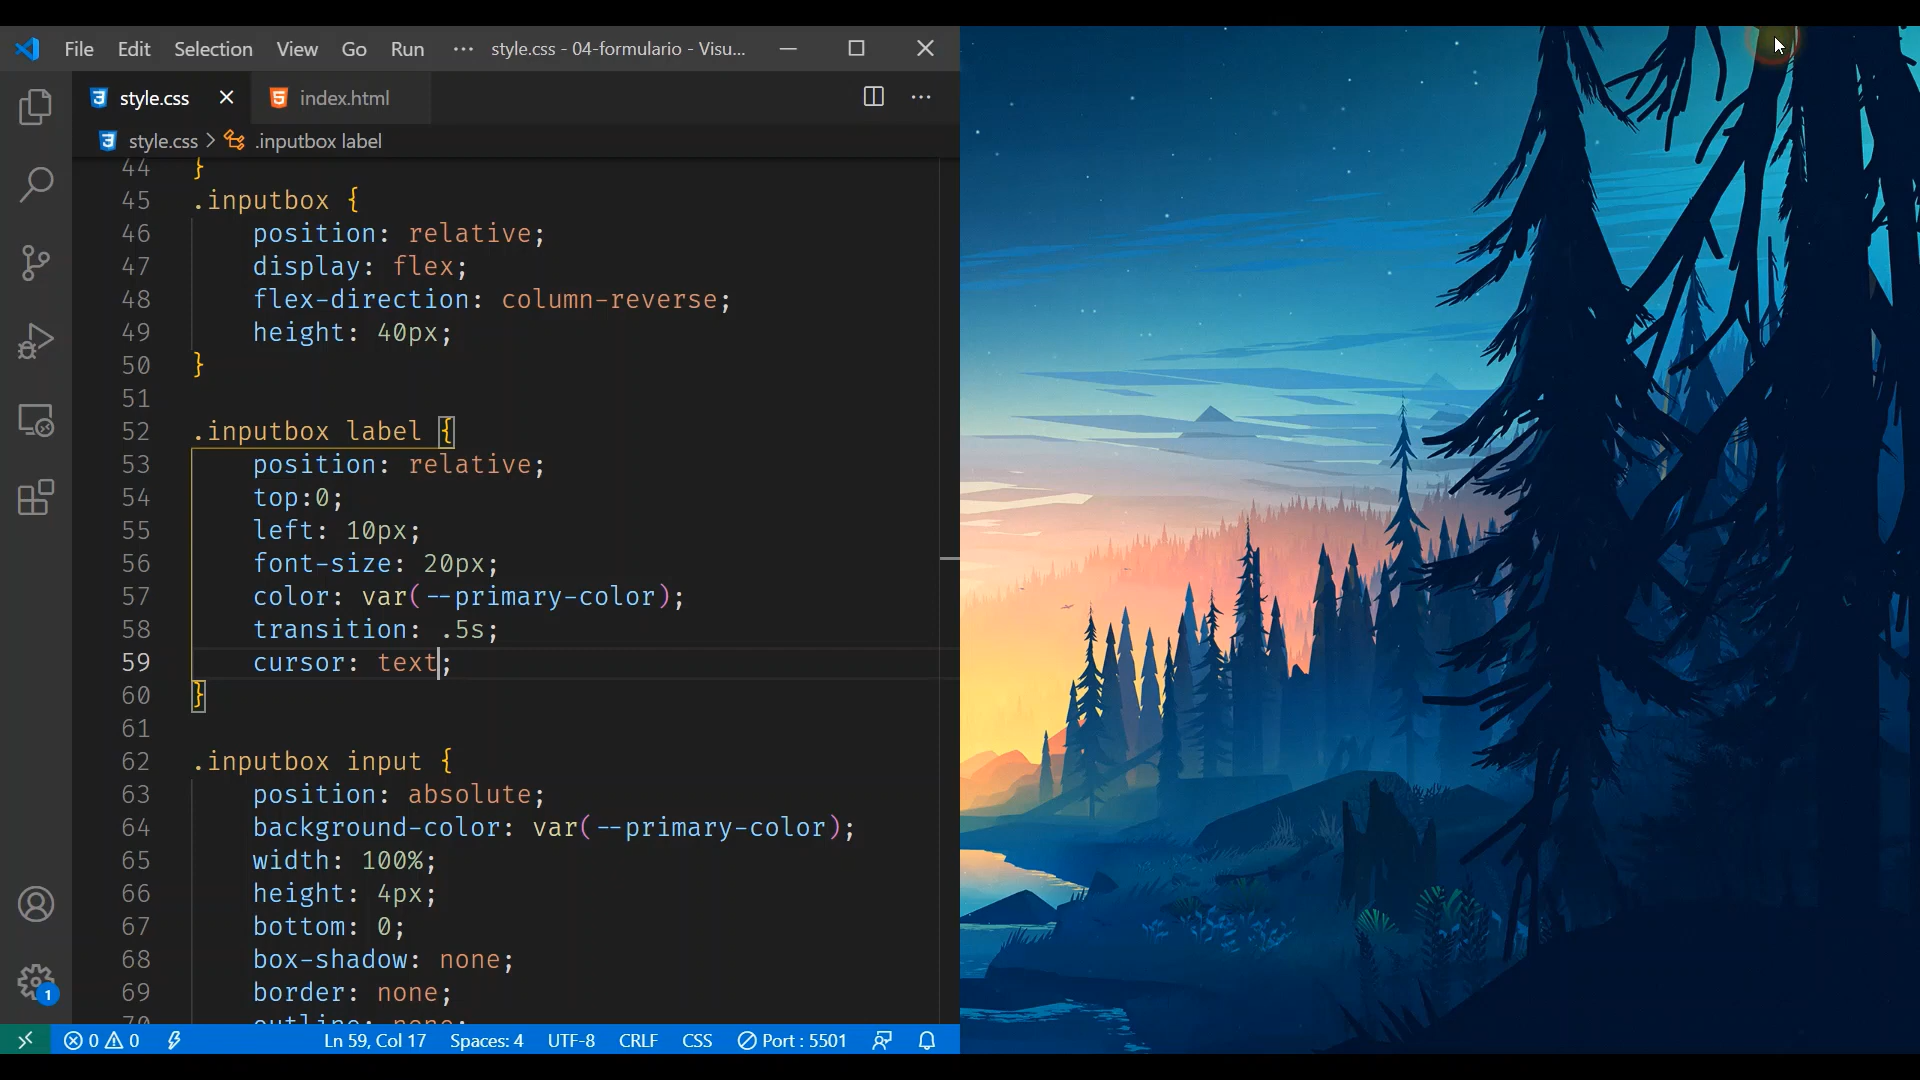 File Edit Selection View Go Run ··· style.css - 04-formulario - Visu...
style.css index.html
style.css > .inputbox label
44 }
45 .inputbox {
46 position: relative;
47 display: flex;
48 flex-direction: column-reverse;
49 height: 40px;
50 }
51
52 .inputbox label {
53 position: relative;
54 top:0;
55 left: 10px;
56 font-size: 20px;
57 color: var(--primary-color);
58 transition: .5s;
59 cursor: text;
60 }
61
62 .inputbox input {
63 position: absolute;
64 background-color: var(--primary-color);
65 width: 100%;
66 height: 4px;
67 bottom: 0;
68 box-shadow: none;
69 border: none;
70 outline: none;
1
0 0 Ln 59, Col 17 Spaces: 4 UTF-8 CRLF CSS Port : 5501